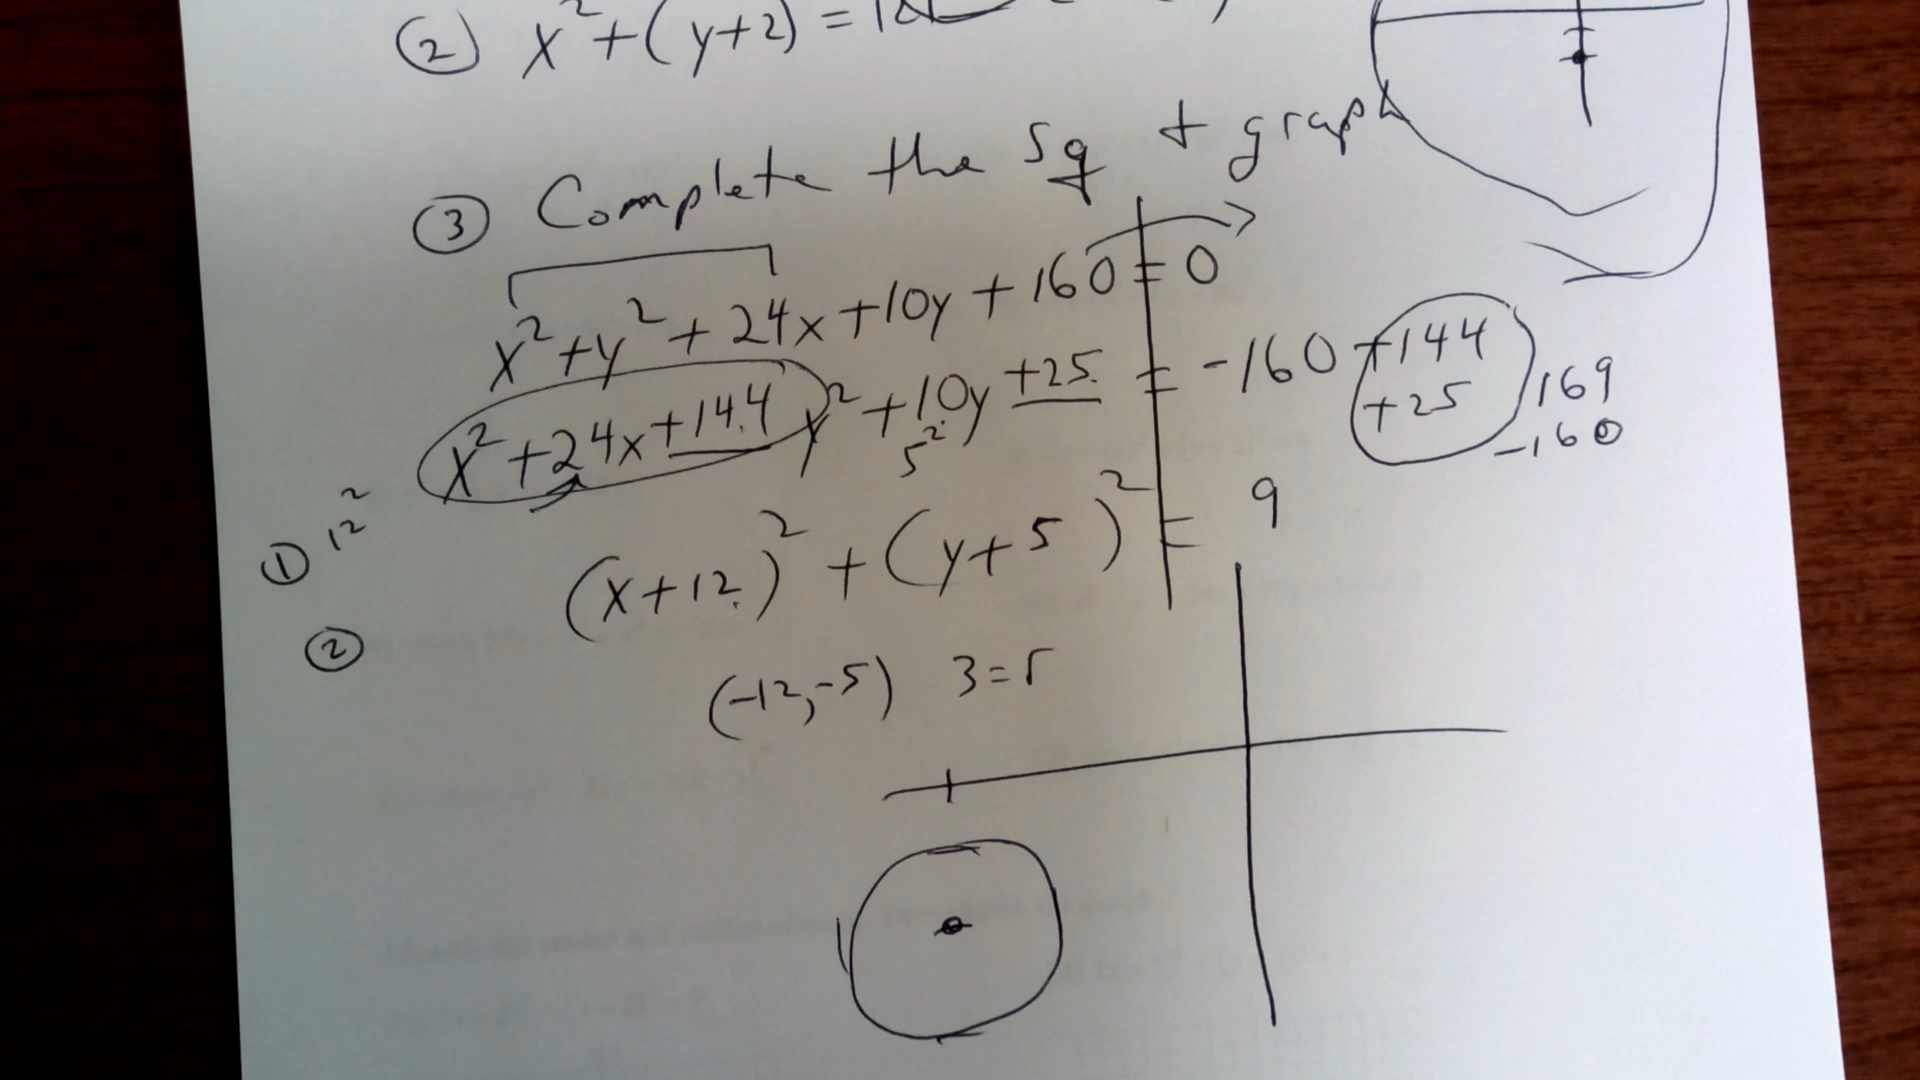 ② x² + (y+2) =
③ Complete the sq + graph
x² + y² + 24x + 10y + 160 = 0
x² + 24x + 144 y² + 10y + 25 = -160 + 144
+25
169
-160
5²
① 12²
(x+12)² + (y+5)² = 9
②
(-12,-5) 3=r